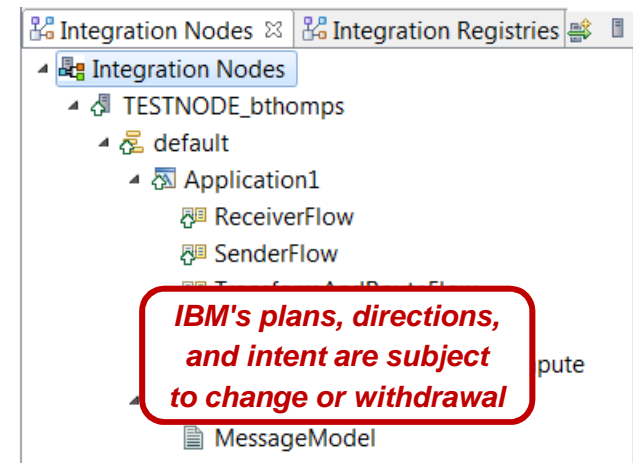 Integration Nodes Integration Registries
Integration Nodes
TESTNODE_bthomps
default
Application1
ReceiverFlow
SenderFlow
IBM's plans, directions,
and intent are subject
to change or withdrawal
pute
MessageModel